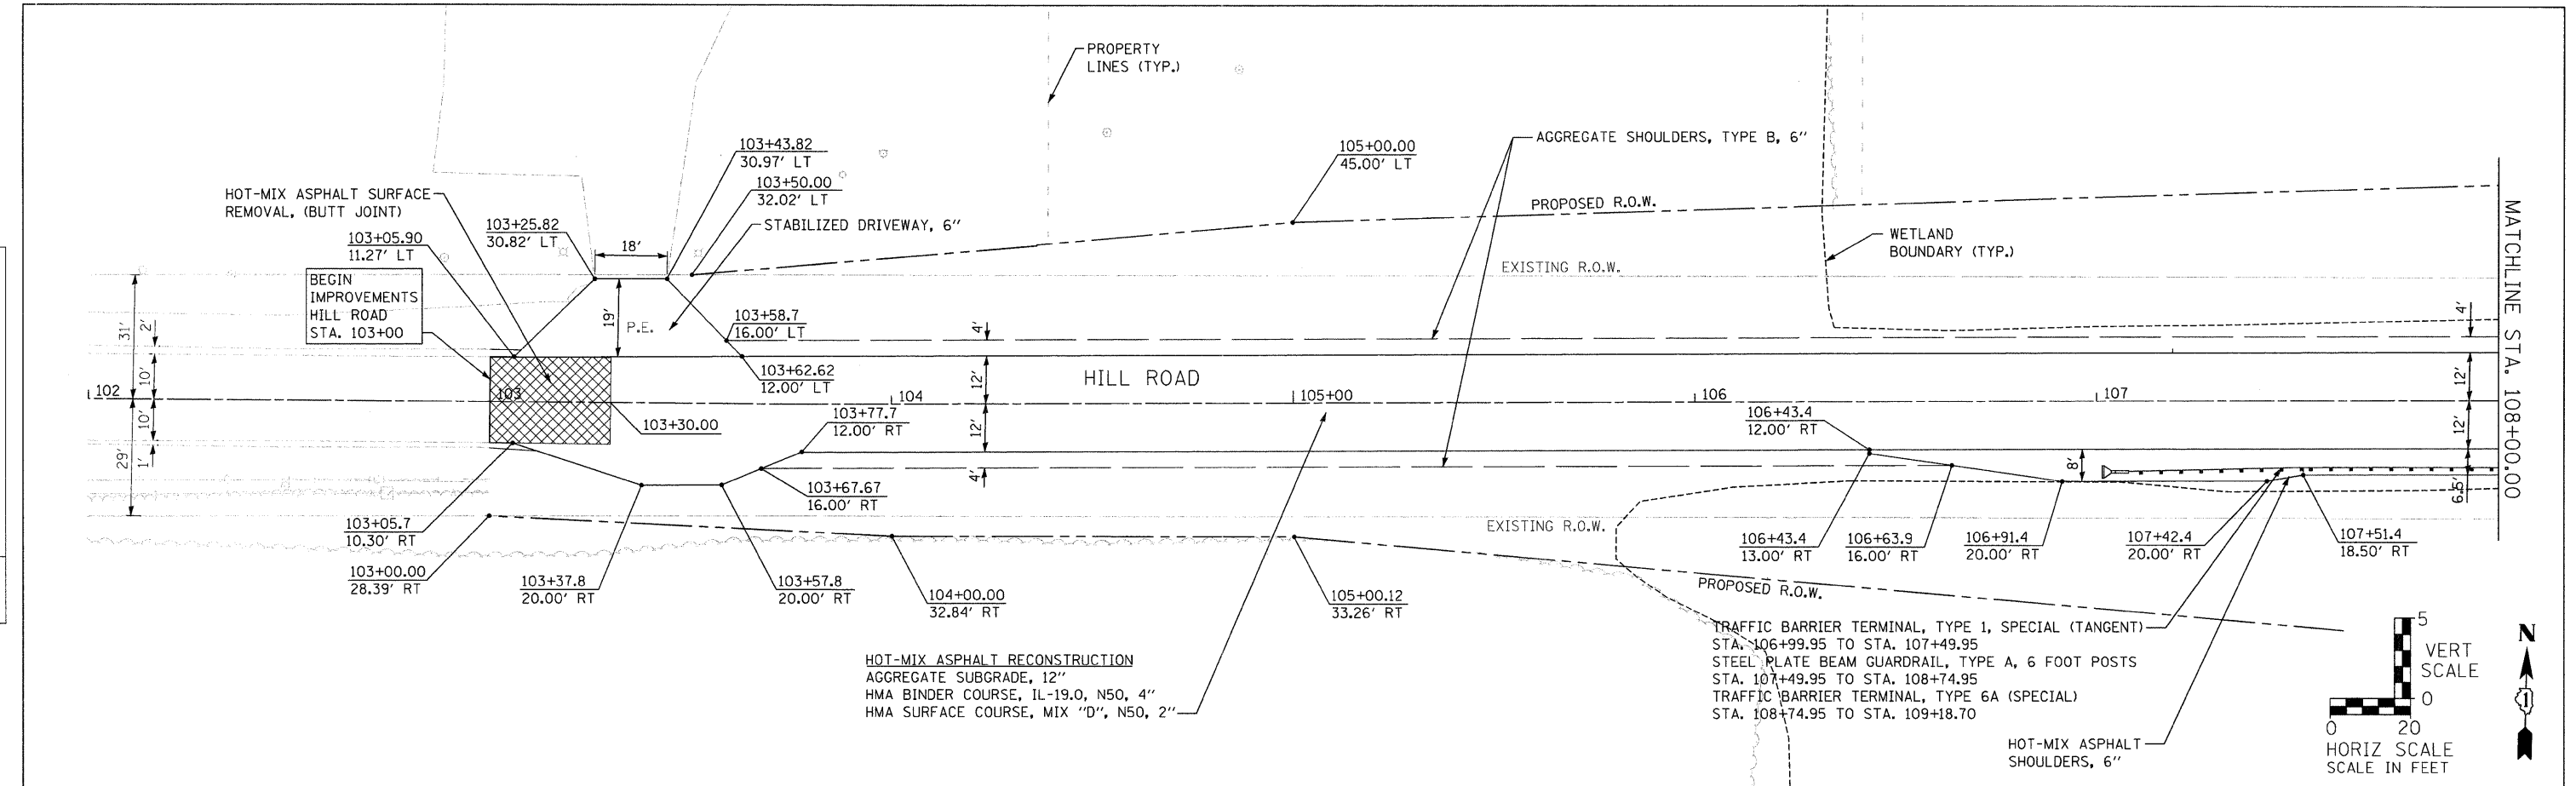 PROPERTY
LINES (TYP.)
AGGREGATE SHOULDERS, TYPE B, 6"
103+43.82
30.97' LT
103+50.00
32.02' LT
105+00.00
45.00' LT
HOT-MIX ASPHALT SURFACE
REMOVAL, (BUTT JOINT)
103+25.82
30.82' LT
STABILIZED DRIVEWAY, 6"
PROPOSED R.O.W.
103+05.90
11.27' LT
18'
WETLAND
BOUNDARY (TYP.)
EXISTING R.O.W.
BEGIN
IMPROVEMENTS
HILL ROAD
STA. 103+00
19'
P.E.
103+58.7
16.00' LT
4'
4'
31'
2'
10'
10'
1'
29'
103+62.62
12.00' LT
12'
HILL ROAD
12'
102
103
104
105+00
106
107
103+30.00
103+77.7
12.00' RT
12'
106+43.4
12.00' RT
12'
4'
8'
6.5'
MATCHLINE STA. 108+00.00
103+67.67
16.00' RT
103+05.7
10.30' RT
EXISTING R.O.W.
106+43.4
13.00' RT
106+63.9
16.00' RT
106+91.4
20.00' RT
107+42.4
20.00' RT
107+51.4
18.50' RT
103+00.00
28.39' RT
103+37.8
20.00' RT
103+57.8
20.00' RT
104+00.00
32.84' RT
105+00.12
33.26' RT
PROPOSED R.O.W.
HOT-MIX ASPHALT RECONSTRUCTION
AGGREGATE SUBGRADE, 12"
HMA BINDER COURSE, IL-19.0, N50, 4"
HMA SURFACE COURSE, MIX "D", N50, 2"
TRAFFIC BARRIER TERMINAL, TYPE 1, SPECIAL (TANGENT)
STA. 106+99.95 TO STA. 107+49.95
STEEL PLATE BEAM GUARDRAIL, TYPE A, 6 FOOT POSTS
STA. 107+49.95 TO STA. 108+74.95
TRAFFIC BARRIER TERMINAL, TYPE 6A (SPECIAL)
STA. 108+74.95 TO STA. 109+18.70
HOT-MIX ASPHALT
SHOULDERS, 6"
5
VERT
SCALE
0
0 20
HORIZ SCALE
SCALE IN FEET
N
1